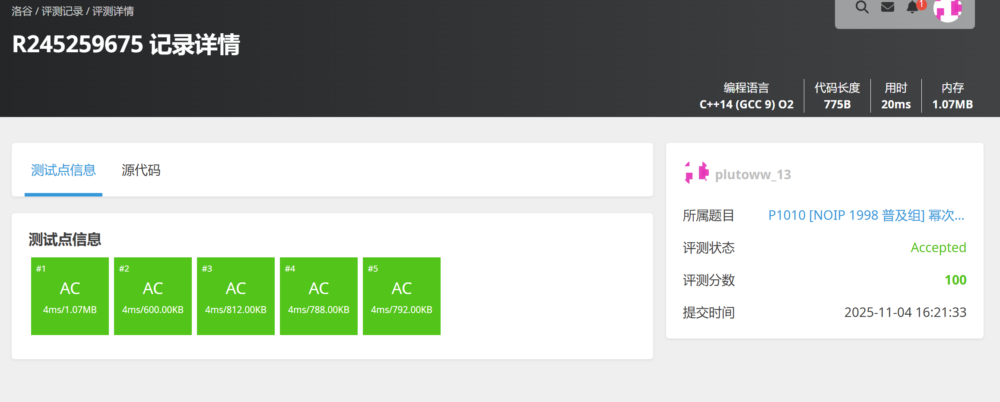 洛谷 / 评测记录 / 评测详情
1
R245259675 记录详情
编程语言 代码长度 用时 内存
C++14 (GCC 9) O2 775B 20ms 1.07MB
测试点信息 源代码
plutoww_13
所属题目 P1010 [NOIP 1998 普及组] 幂次...
评测状态 Accepted
评测分数 100
提交时间 2025-11-04 16:21:33
测试点信息
#1 #2 #3 #4 #5
AC AC AC AC AC
4ms/1.07MB 4ms/600.00KB 4ms/812.00KB 4ms/788.00KB 4ms/792.00KB